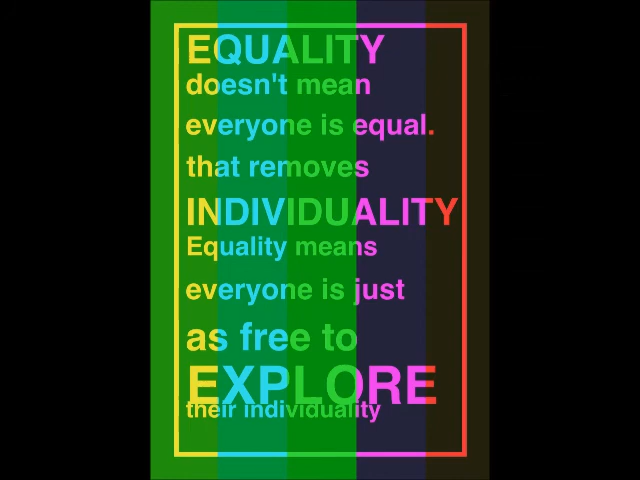 EQUALITY
doesn't mean
everyone is equal.
that removes
INDIVIDUALITY
Equality means
everyone is just
as free to
EXPLORE
their individuality